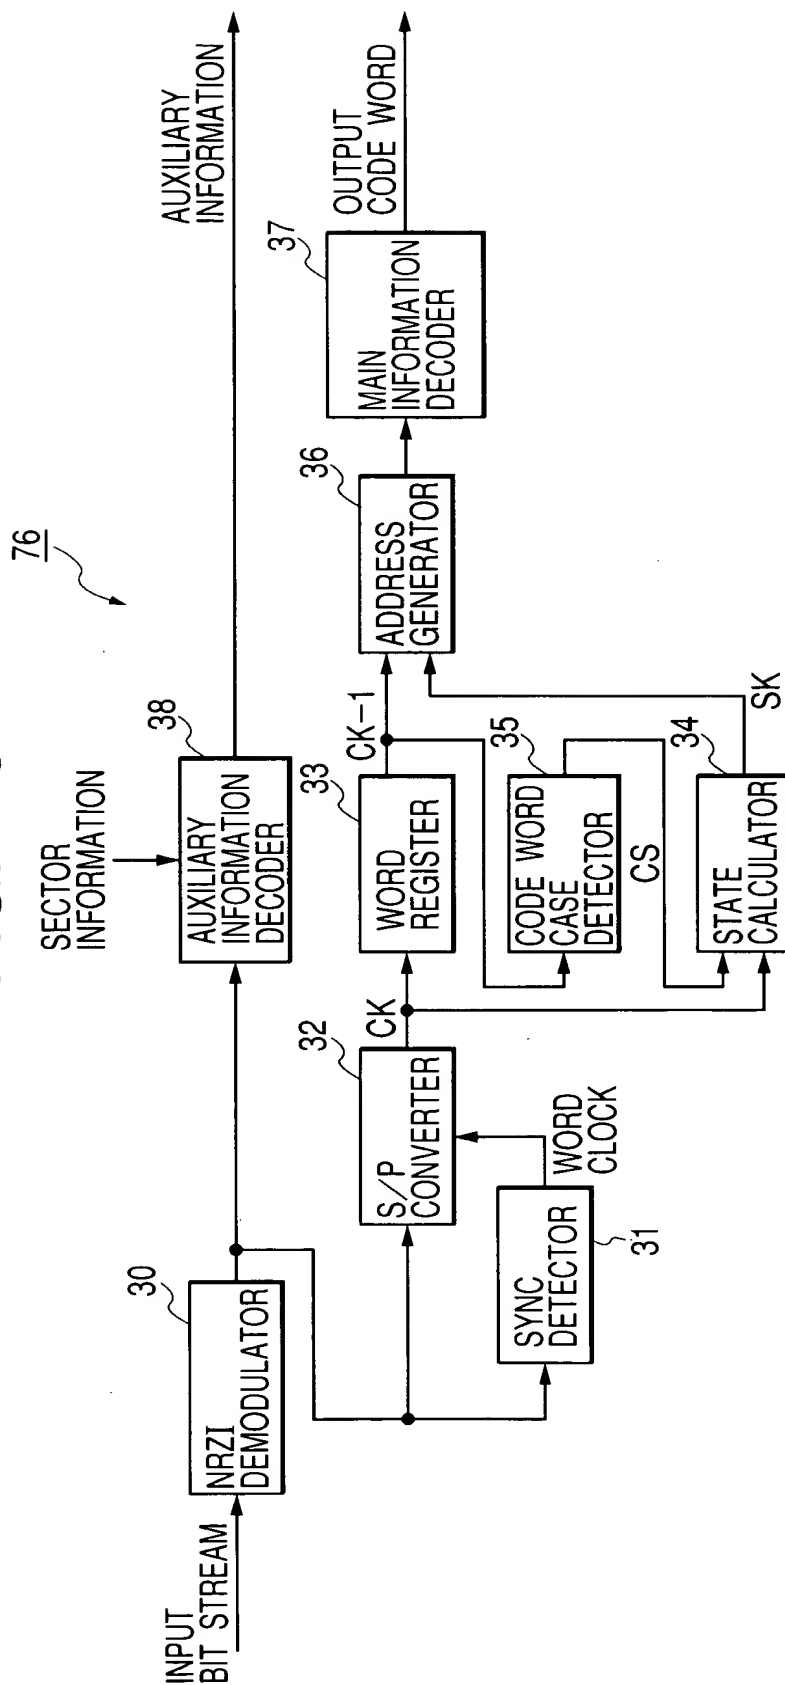 76
INPUT
BIT STREAM
30
NRZI
DEMODULATOR
SECTOR
INFORMATION
38
AUXILIARY
INFORMATION
DECODER
AUXILIARY
INFORMATION
32
S/P
CONVERTER
CK
33
WORD
REGISTER
CK-1
36
ADDRESS
GENERATOR
37
MAIN
INFORMATION
DECODER
OUTPUT
CODE WORD
SYNC
DETECTOR
31
WORD
CLOCK
35
CODE WORD
CASE
DETECTOR
CS
34
STATE
CALCULATOR
SK